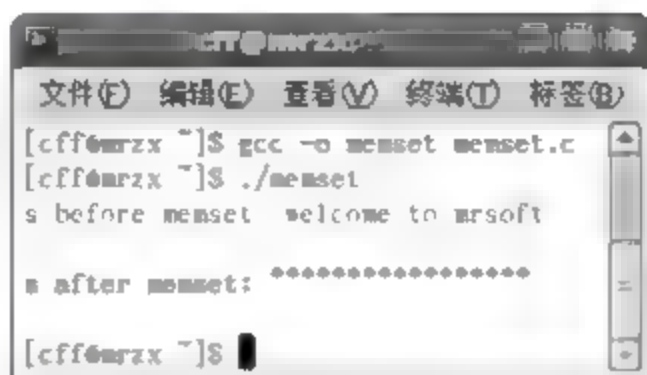 文件(F) 编辑(E) 查看(V) 终端(T) 标签(B)
[cff@mrzx ~]$ gcc -o memset memset.c
[cff@mrzx ~]$ ./memset
s before memset welcome to mrsoft
s after memset: *****************
[cff@mrzx ~]$